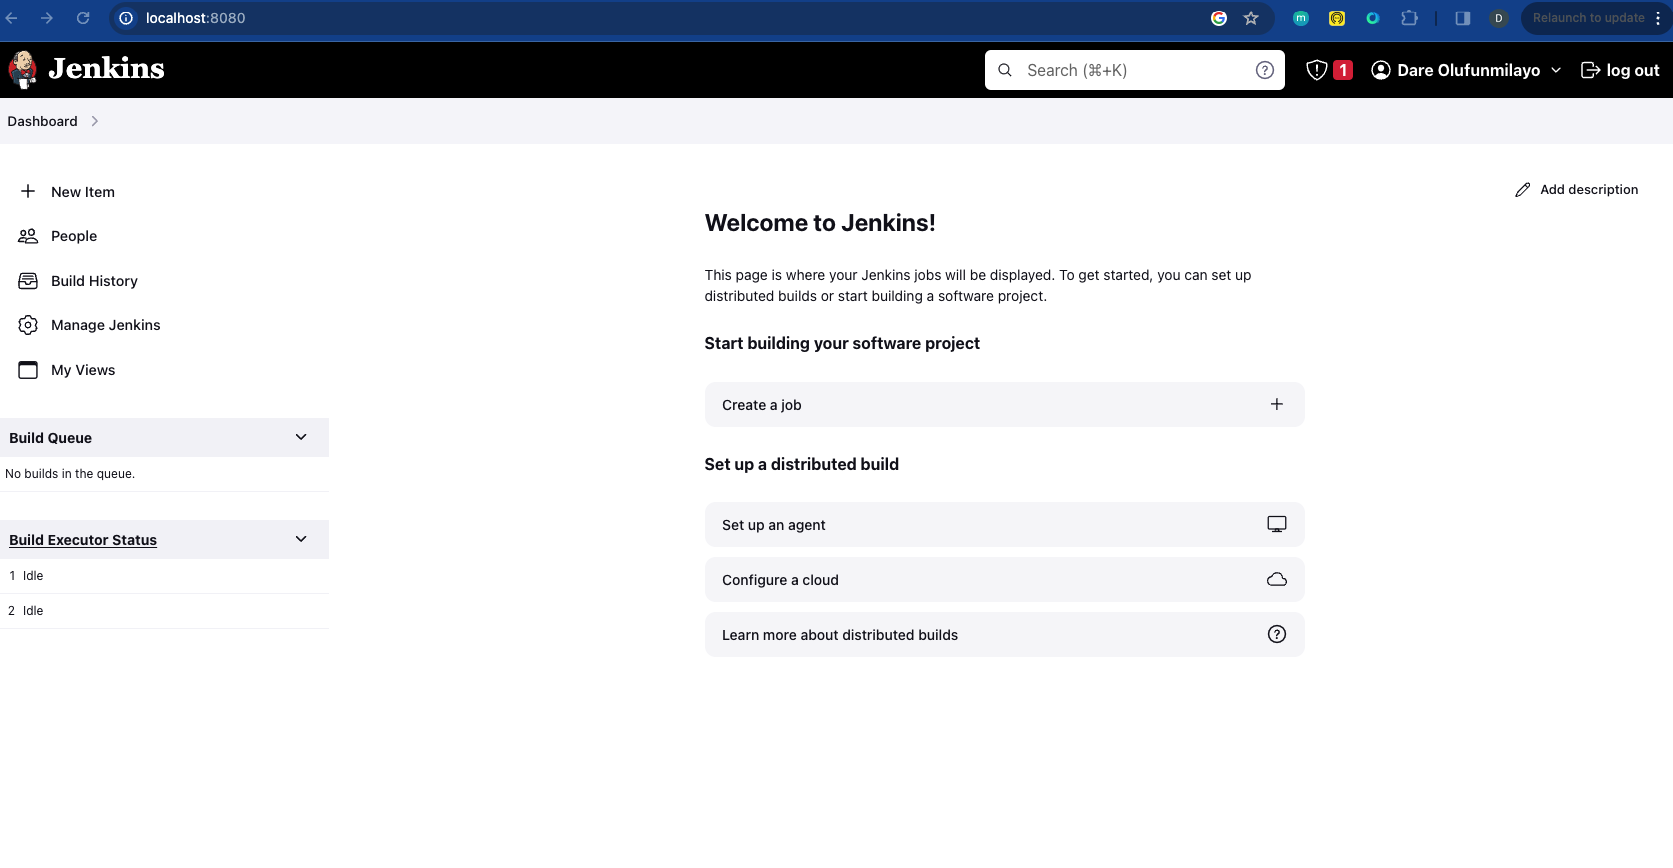 localhost:8080
m
D
Relaunch to update
Jenkins
Search (⌘+K)
1
Dare Olufunmilayo
log out
Dashboard
New Item
People
Build History
Manage Jenkins
My Views
Build Queue
No builds in the queue.
Build Executor Status
1 Idle
2 Idle
Add description
Welcome to Jenkins!
This page is where your Jenkins jobs will be displayed. To get started, you can set up
distributed builds or start building a software project.
Start building your software project
Create a job
Set up a distributed build
Set up an agent
Configure a cloud
Learn more about distributed builds